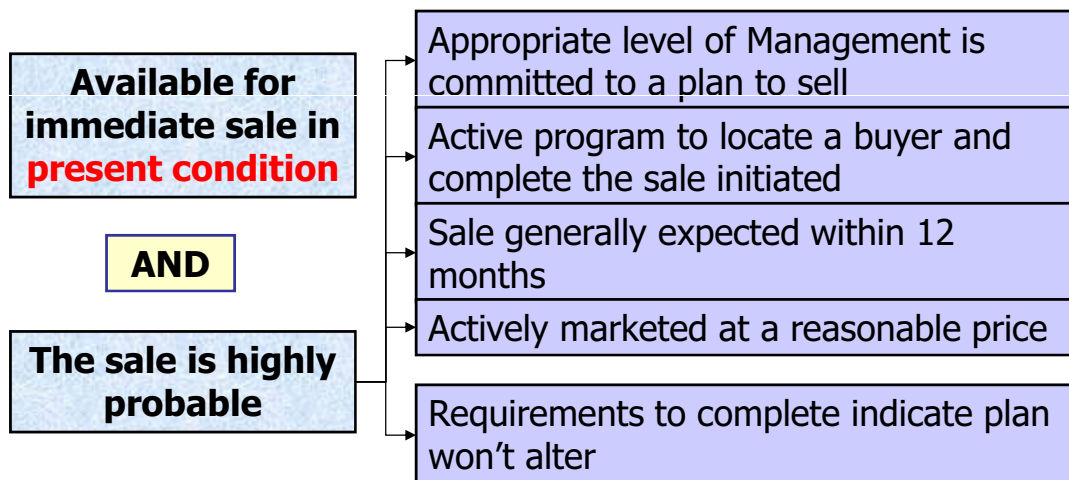 Available for
immediate sale in
present condition
AND
The sale is highly
probable
Appropriate level of Management is
committed to a plan to sell
Active program to locate a buyer and
complete the sale initiated
Sale generally expected within 12
months
Actively marketed at a reasonable price
Requirements to complete indicate plan
won’t alter